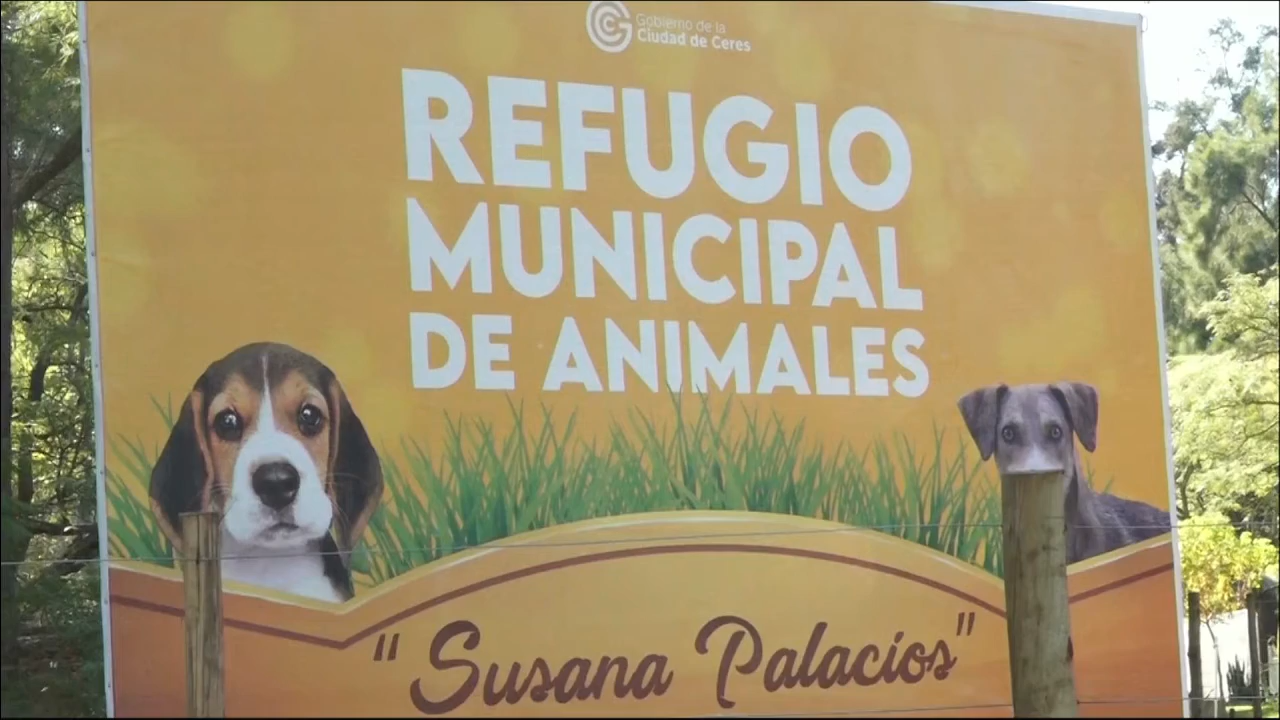 Gobierno de la
Ciudad de Ceres
REFUGIO
MUNICIPAL
DE ANIMALES
"Susana Palacios"